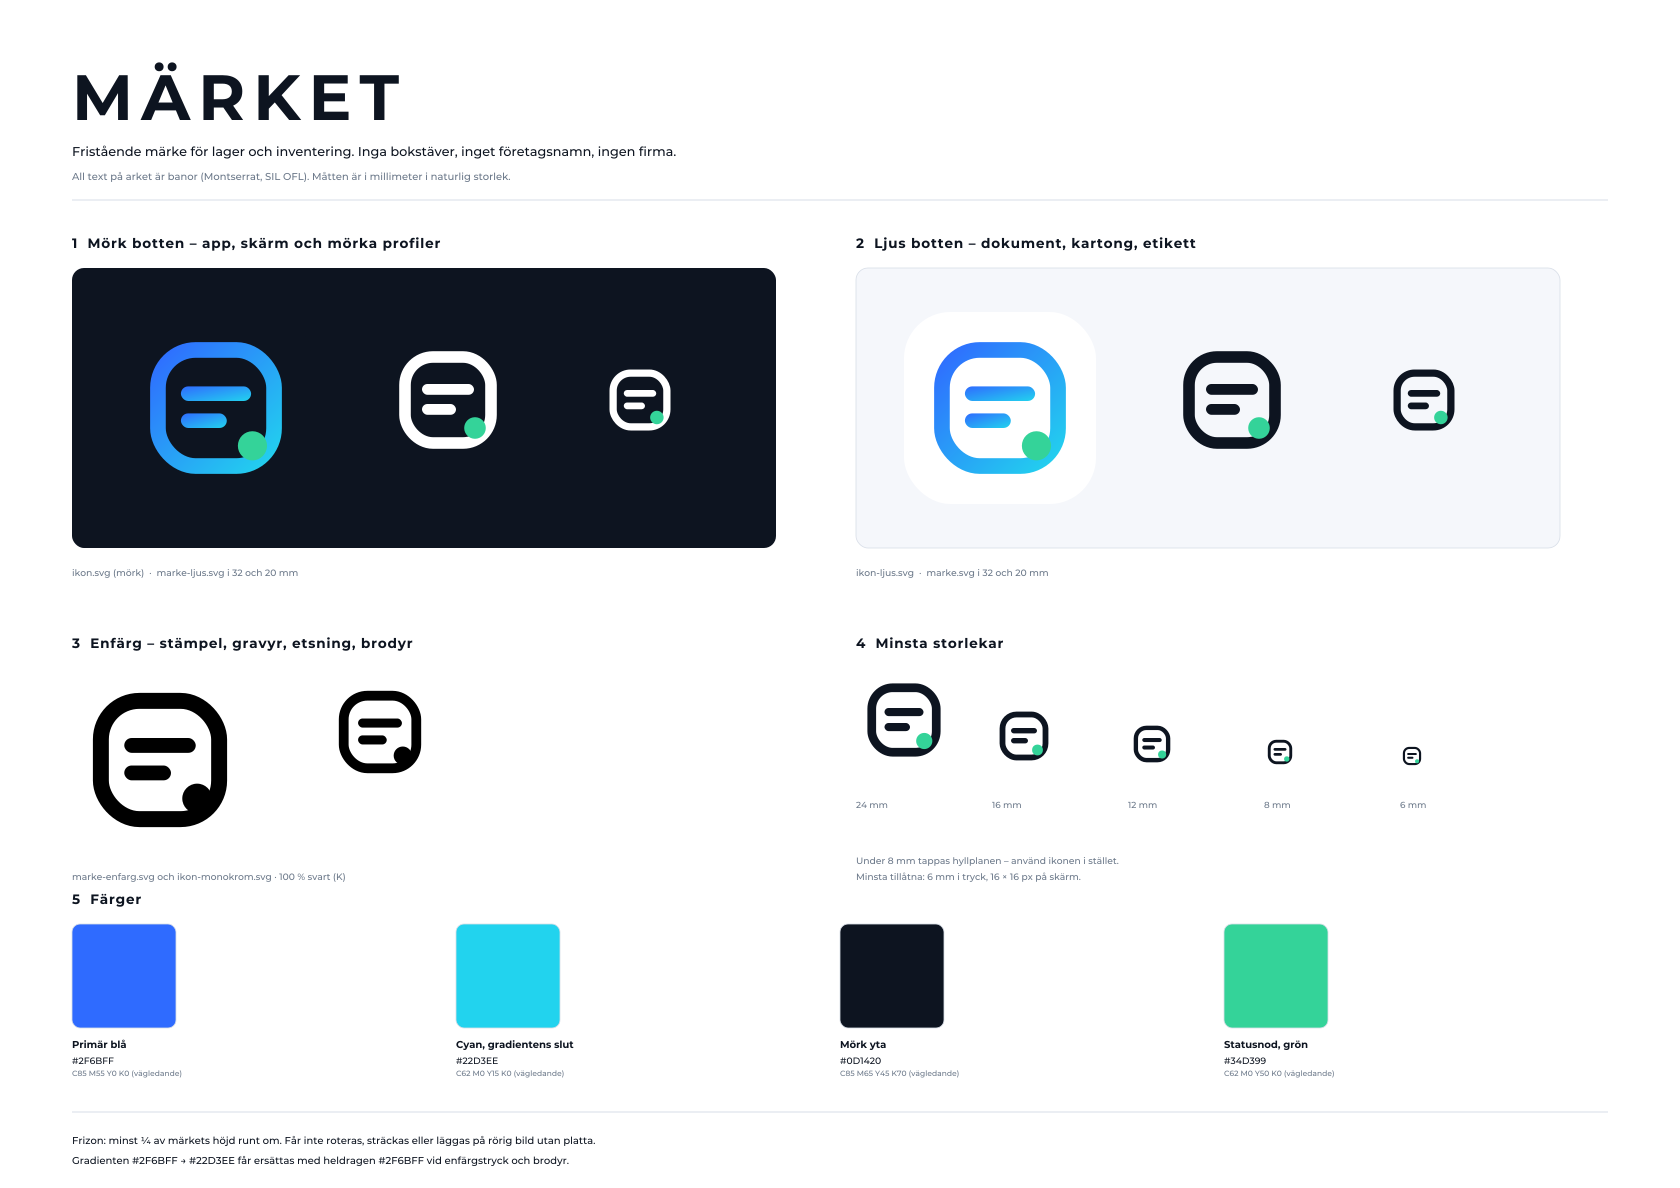 MÄRKET
Fristående märke för lager och inventering. Inga bokstäver, inget företagsnamn, ingen firma.
All text på arket är banor (Montserrat, SIL OFL). Måtten är i millimeter i naturlig storlek.
1 Mörk botten – app, skärm och mörka profiler
2 Ljus botten – dokument, kartong, etikett
ikon.svg (mörk) · marke-ljus.svg i 32 och 20 mm
ikon-ljus.svg · marke.svg i 32 och 20 mm
3 Enfärg – stämpel, gravyr, etsning, brodyr
4 Minsta storlekar
24 mm
16 mm
12 mm
8 mm
6 mm
Under 8 mm tappas hyllplanen – använd ikonen i stället.
Minsta tillåtna: 6 mm i tryck, 16 × 16 px på skärm.
marke-enfarg.svg och ikon-monokrom.svg · 100 % svart (K)
5 Färger
Primär blå
#2F6BFF
C85 M55 Y0 K0 (vägledande)
Cyan, gradientens slut
#22D3EE
C62 M0 Y15 K0 (vägledande)
Mörk yta
#0D1420
C85 M65 Y45 K70 (vägledande)
Statusnod, grön
#34D399
C62 M0 Y50 K0 (vägledande)
Frizon: minst ¼ av märkets höjd runt om. Får inte roteras, sträckas eller läggas på rörig bild utan platta.
Gradienten #2F6BFF → #22D3EE får ersättas med heldragen #2F6BFF vid enfärgstryck och brodyr.